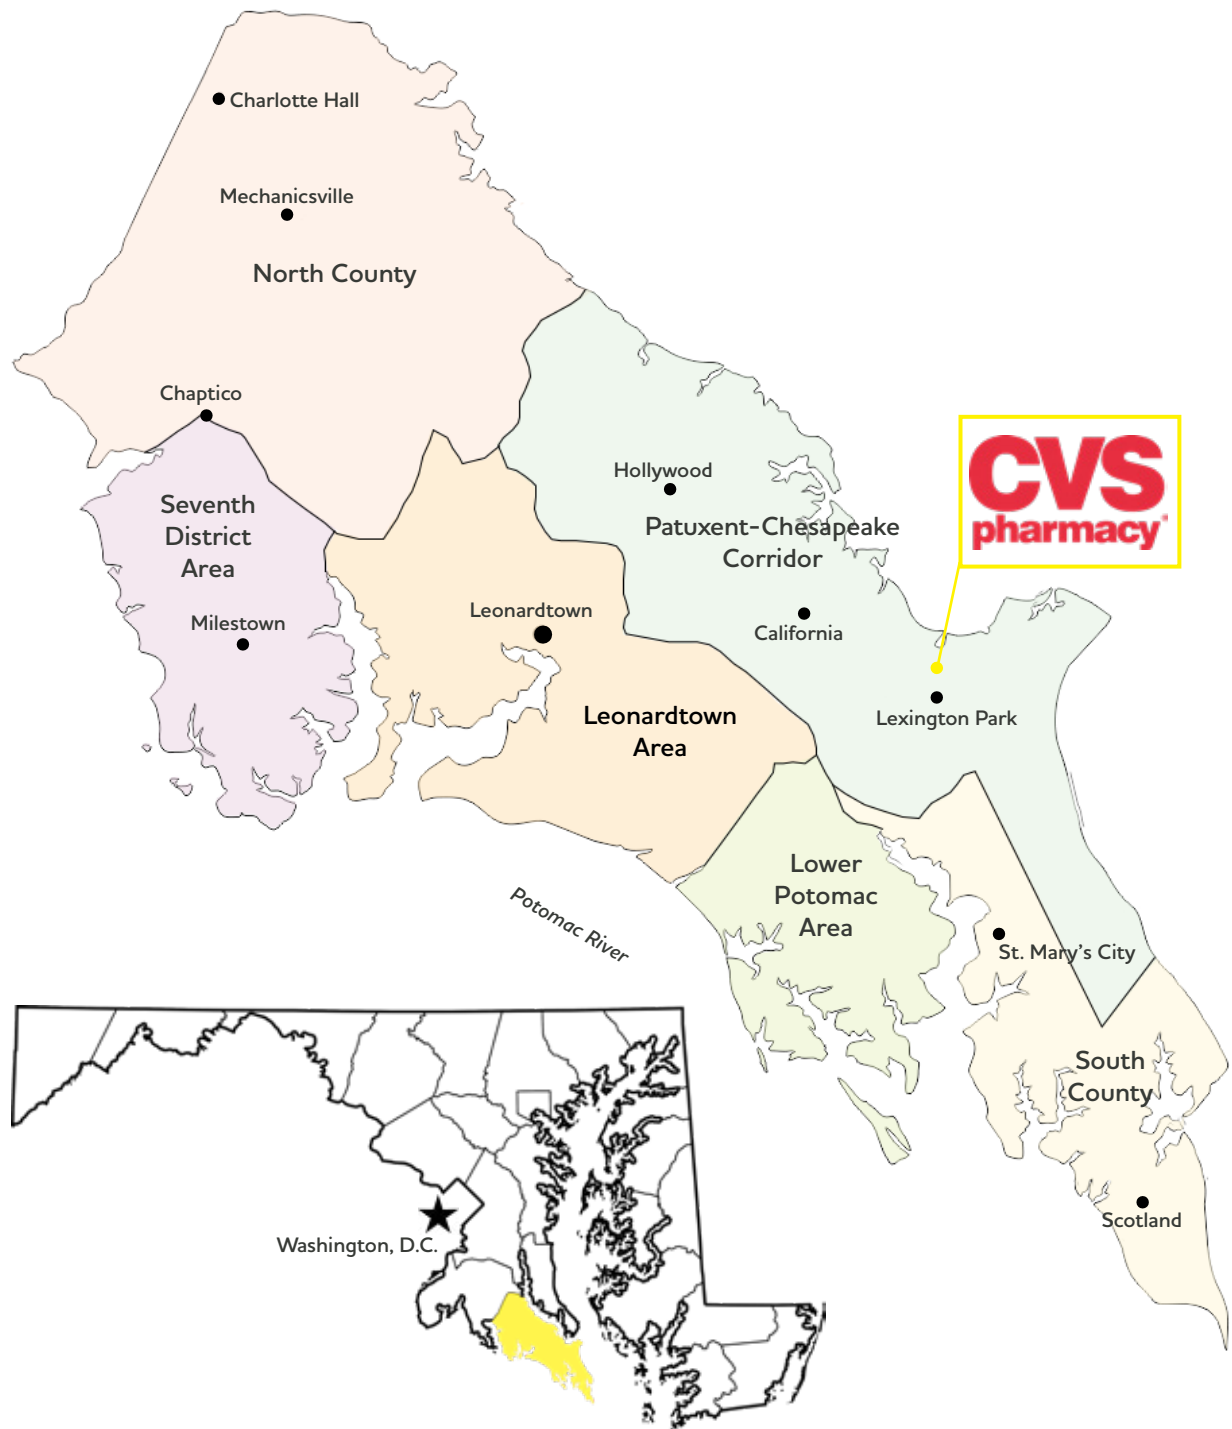 Charlotte Hall
Mechanicsville
North County
Chaptico
CVS
pharmacy
Hollywood
Seventh
District
Area
Patuxent-Chesapeake
Corridor
Leonardtown
Milestown
California
Leonardtown
Area
Lexington Park
Lower
Potomac
Area
Potomac River
St. Mary's City
South
County
Scotland
Washington, D.C.